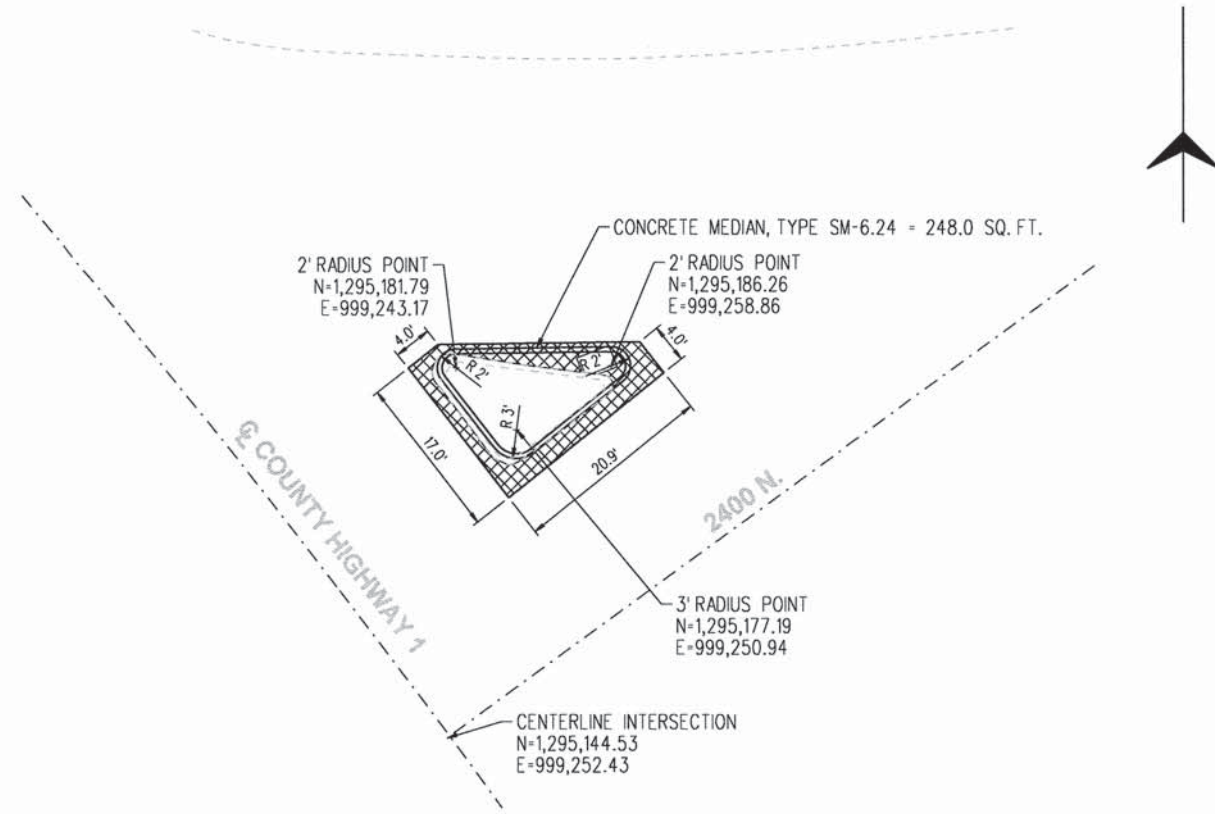 CONCRETE MEDIAN, TYPE SM-6.24 = 248.0 SQ. FT.
2' RADIUS POINT
N=1,295,181.79
E=999,243.17
2' RADIUS POINT
N=1,295,186.26
E=999,258.86
4.0'
4.0'
R 2'
R 2'
R 3'
17.0'
20.9'
℄ COUNTY HIGHWAY 1
2400 N.
3' RADIUS POINT
N=1,295,177.19
E=999,250.94
CENTERLINE INTERSECTION
N=1,295,144.53
E=999,252.43